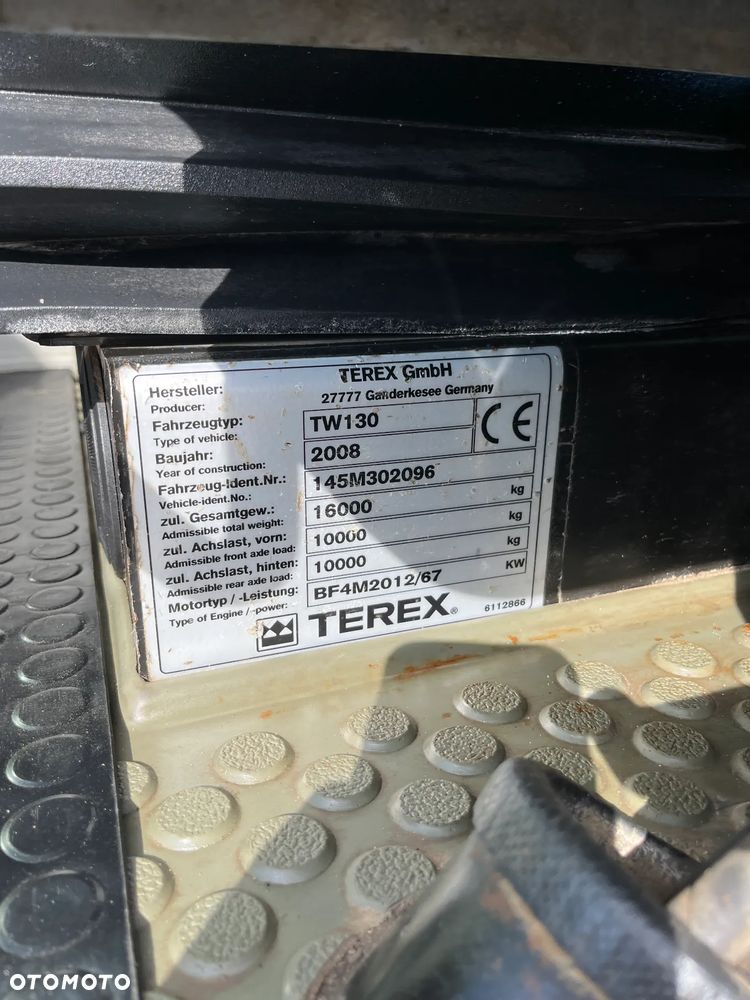 TEREX GmbH
Hersteller: 27777 Ganderkesee Germany
Producer:
Fahrzeugtyp: TW130 CE
Type of vehicle:
Baujahr: 2008
Year of construction:
Fahrzeug-Ident.Nr.: 145M302096
Vehicle-ident.No.:
zul. Gesamtgew.: 16000 kg
Admissible total weight:
zul. Achslast, vorn: 10000 kg
Admissible front axle load:
zul. Achslast, hinten: 10000 kg
Admissible rear axle load:
Motortyp / -Leistung: BF4M2012/67 KW
Type of Engine / -power:
TEREX®
6112866
OTOMOTO